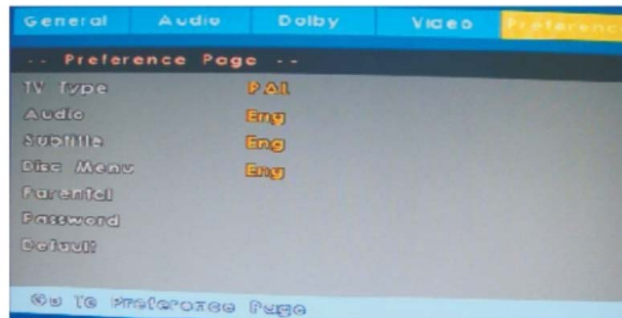 General Audio Dolby Video Preference
-- Preference Page --
TV Type PAL
Audio Eng
Subtitle Eng
Disc Menu Eng
Parental
Password
Default
Go To Preference Page